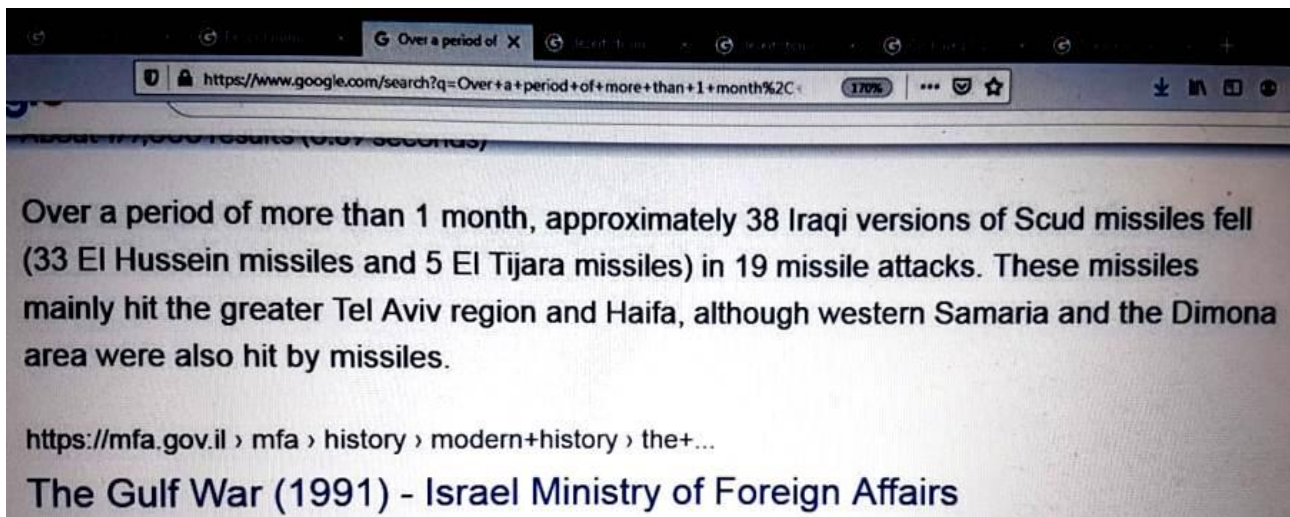 G Over a period of X
https://www.google.com/search?q=Over+a+period+of+more+than+1+month%2C+ 170%
Over a period of more than 1 month, approximately 38 Iraqi versions of Scud missiles fell
(33 El Hussein missiles and 5 El Tijara missiles) in 19 missile attacks. These missiles
mainly hit the greater Tel Aviv region and Haifa, although western Samaria and the Dimona
area were also hit by missiles.
https://mfa.gov.il › mfa › history › modern+history › the+...
The Gulf War (1991) - Israel Ministry of Foreign Affairs